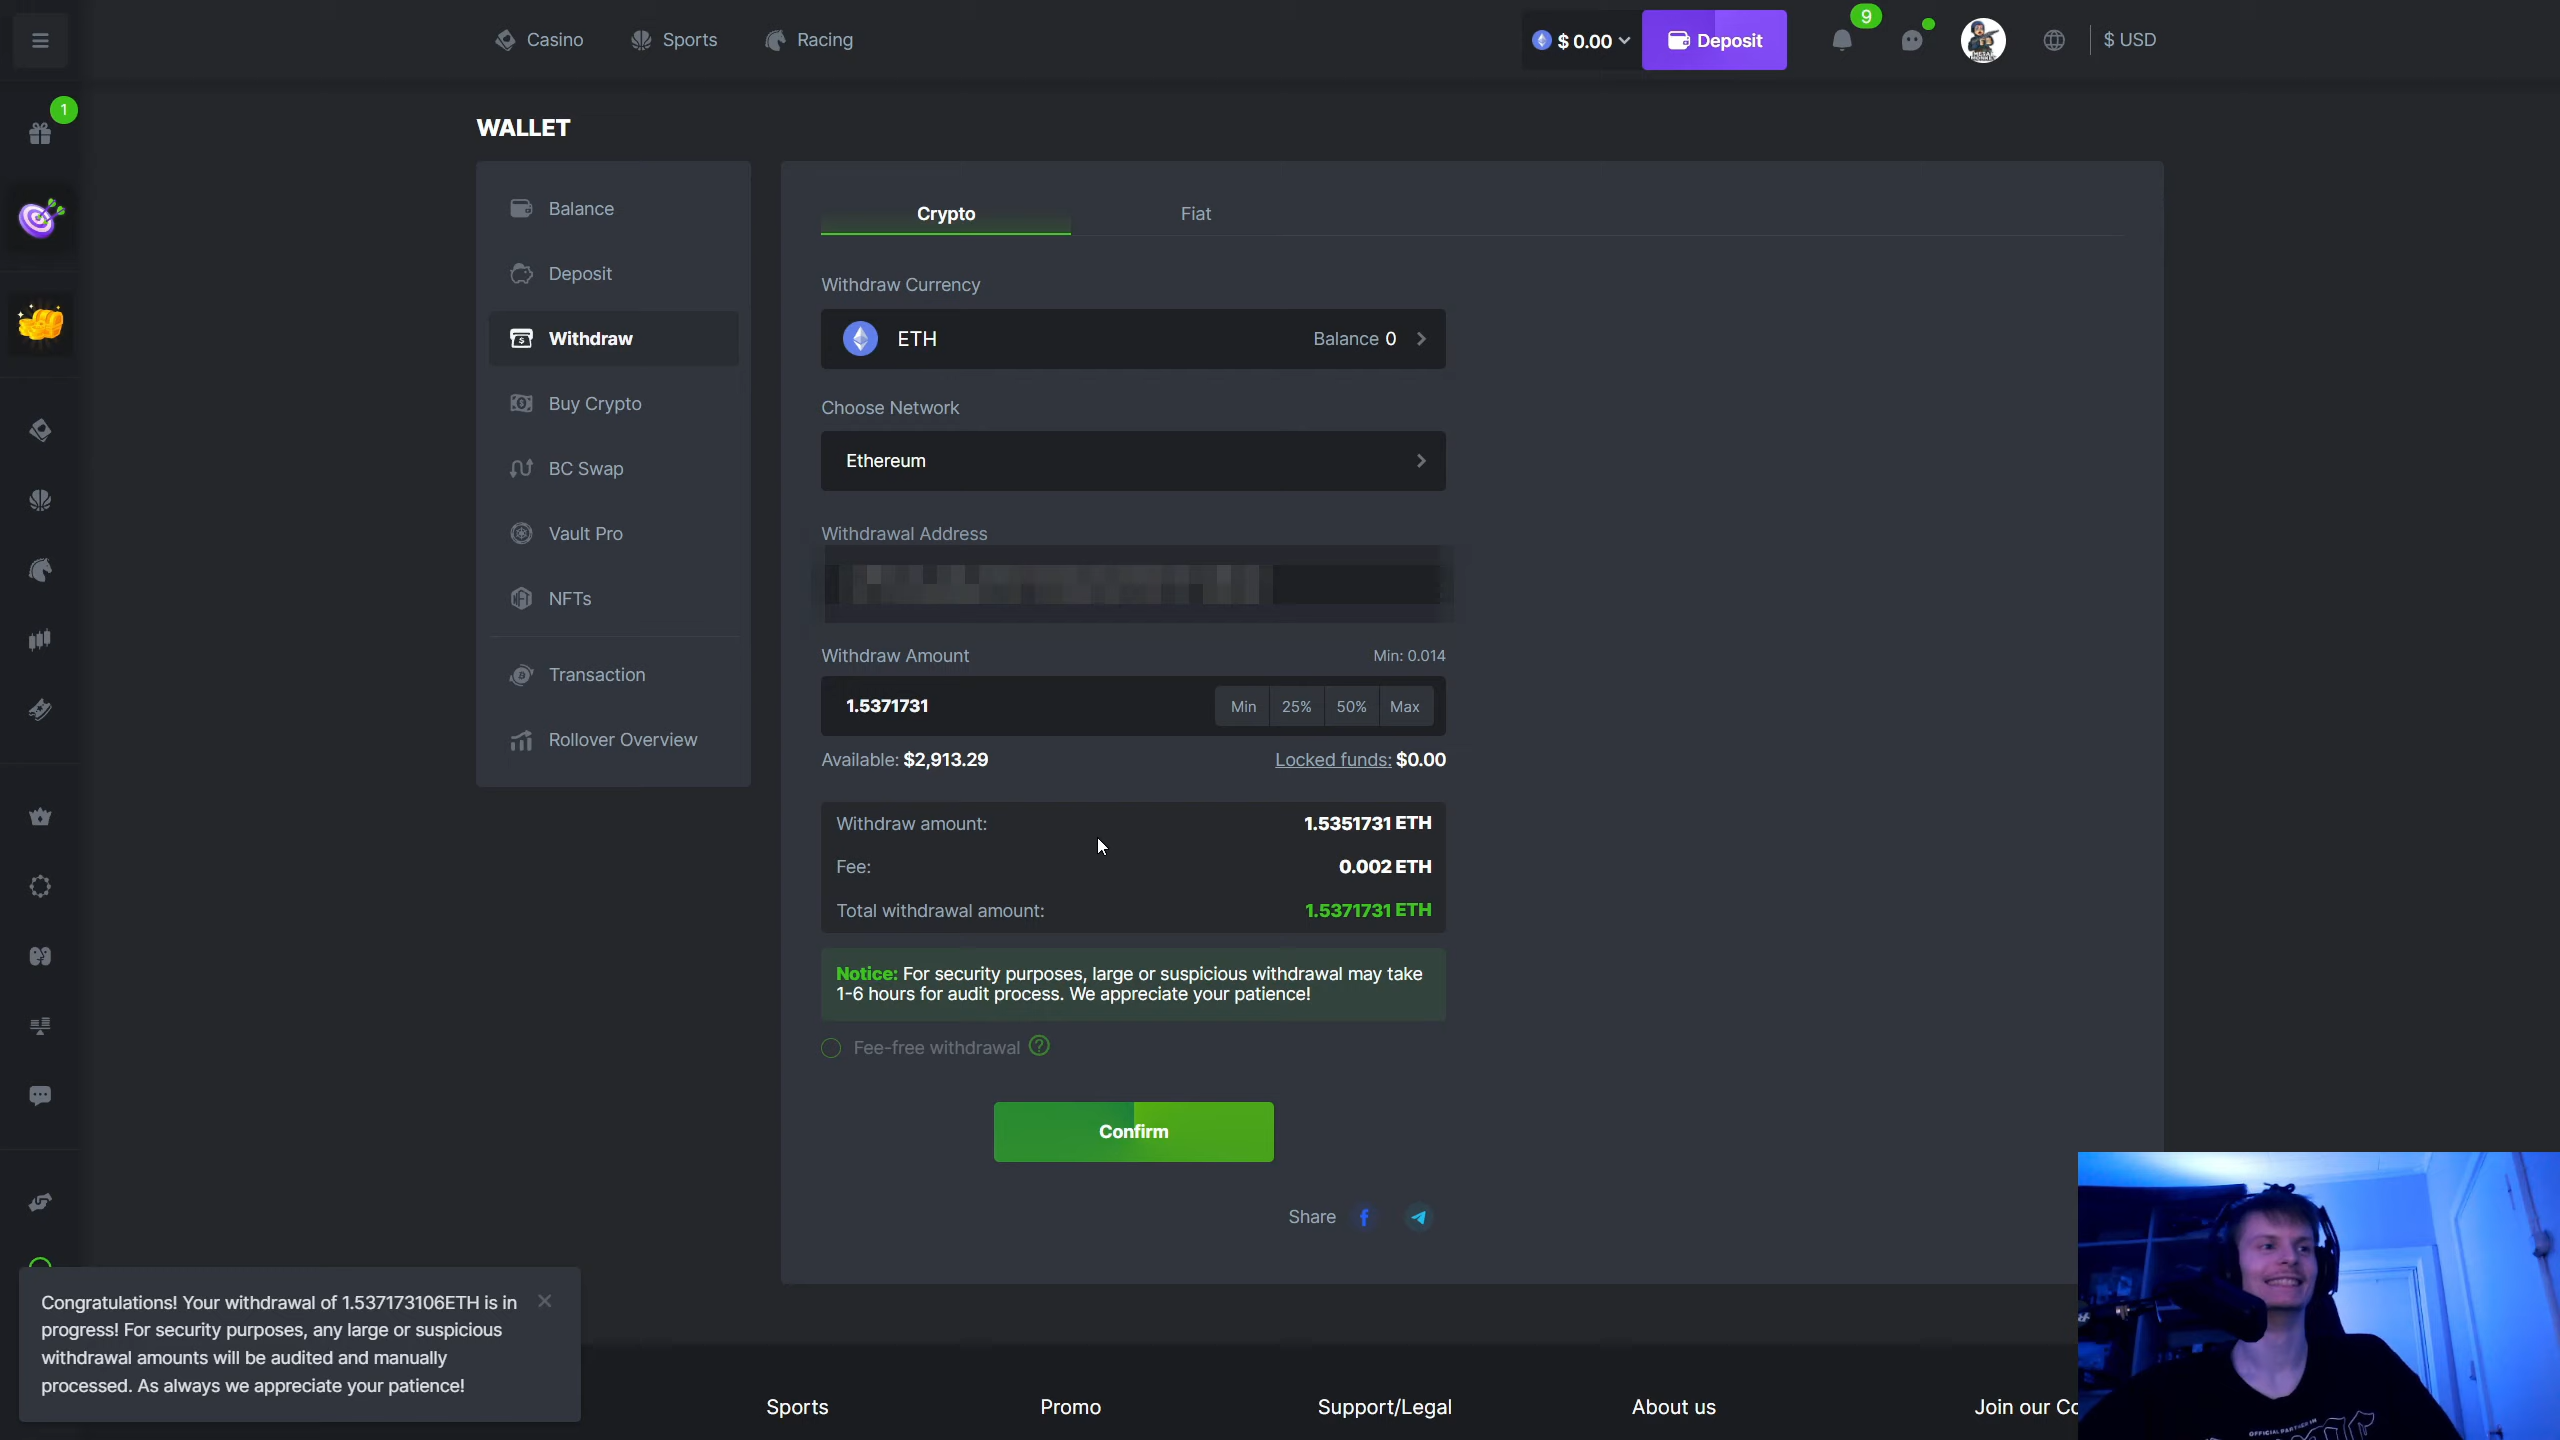 Casino
Sports
Racing
$ 0.00
Deposit
9
$ USD
1
WALLET
Balance
Deposit
Withdraw
Buy Crypto
BC Swap
Vault Pro
NFTs
Transaction
Rollover Overview
Crypto
Fiat
Withdraw Currency
ETH
Balance 0
Choose Network
Ethereum
Withdrawal Address
Withdraw Amount
Min: 0.014
1.5371731
Min
25%
50%
Max
Available: $2,913.29
Locked funds: $0.00
Withdraw amount:
1.5351731 ETH
Fee:
0.002 ETH
Total withdrawal amount:
1.5371731 ETH
Notice: For security purposes, large or suspicious withdrawal may take
1-6 hours for audit process. We appreciate your patience!
Fee-free withdrawal
Confirm
Share
Congratulations! Your withdrawal of 1.537173106ETH is in
progress! For security purposes, any large or suspicious
withdrawal amounts will be audited and manually
processed. As always we appreciate your patience!
Sports
Promo
Support/Legal
About us
Join our
OFFICIAL PARTNER IN